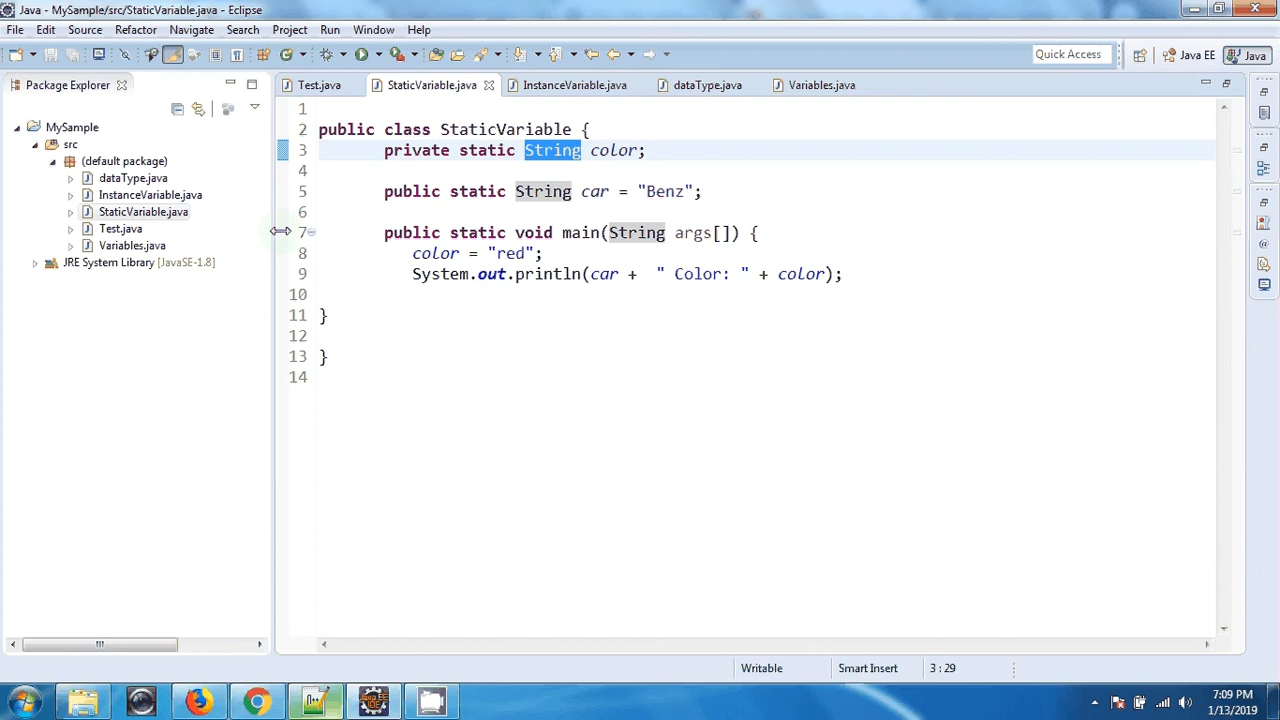 Java - MySample/src/StaticVariable.java - Eclipse
File Edit Source Refactor Navigate Search Project Run Window Help
Quick Access Java EE Java
Package Explorer
Test.java StaticVariable.java InstanceVariable.java dataType.java Variables.java
MySample
src
(default package)
dataType.java
InstanceVariable.java
StaticVariable.java
Test.java
Variables.java
JRE System Library [JavaSE-1.8]
1
2 public class StaticVariable {
3 private static String color;
4
5 public static String car = "Benz";
6
7 public static void main(String args[]) {
8 color = "red";
9 System.out.println(car + " Color: " + color);
10
11 }
12
13 }
14
Writable Smart Insert 3 : 29
7:09 PM
1/13/2019